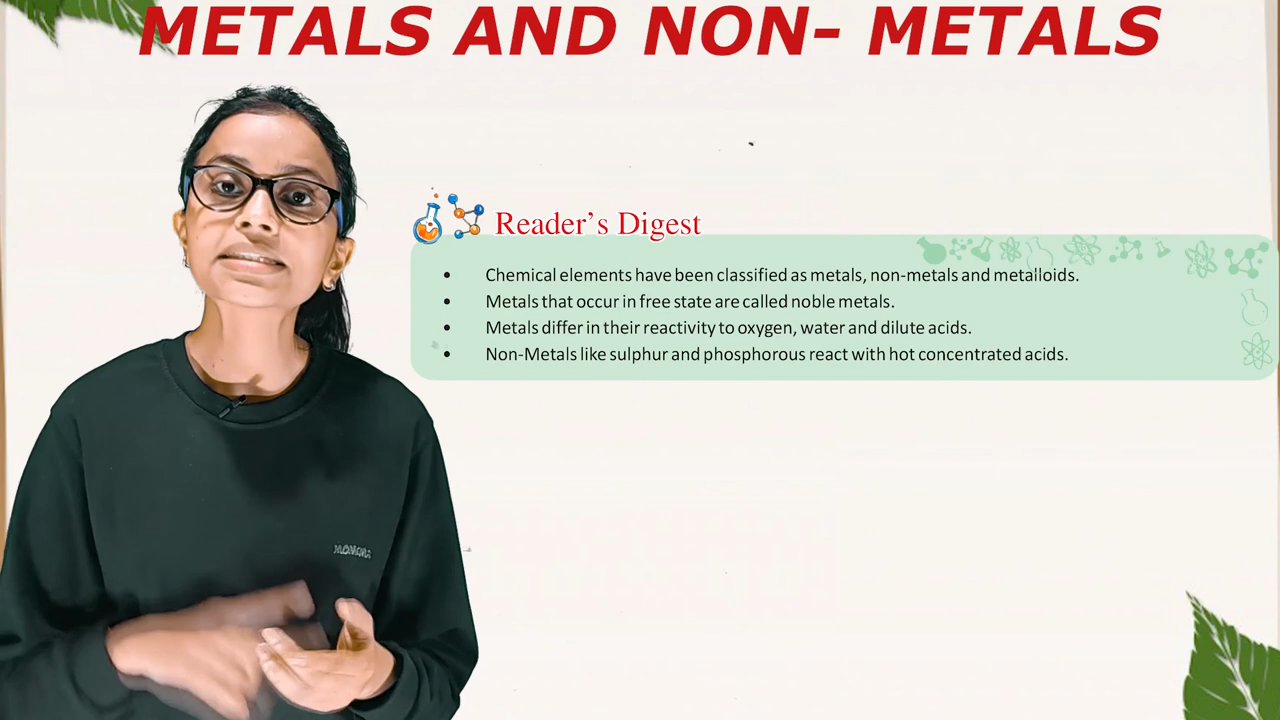 METALS AND NON- METALS
Reader's Digest
• Chemical elements have been classified as metals, non-metals and metalloids.
• Metals that occur in free state are called noble metals.
• Metals differ in their reactivity to oxygen, water and dilute acids.
• Non-Metals like sulphur and phosphorous react with hot concentrated acids.